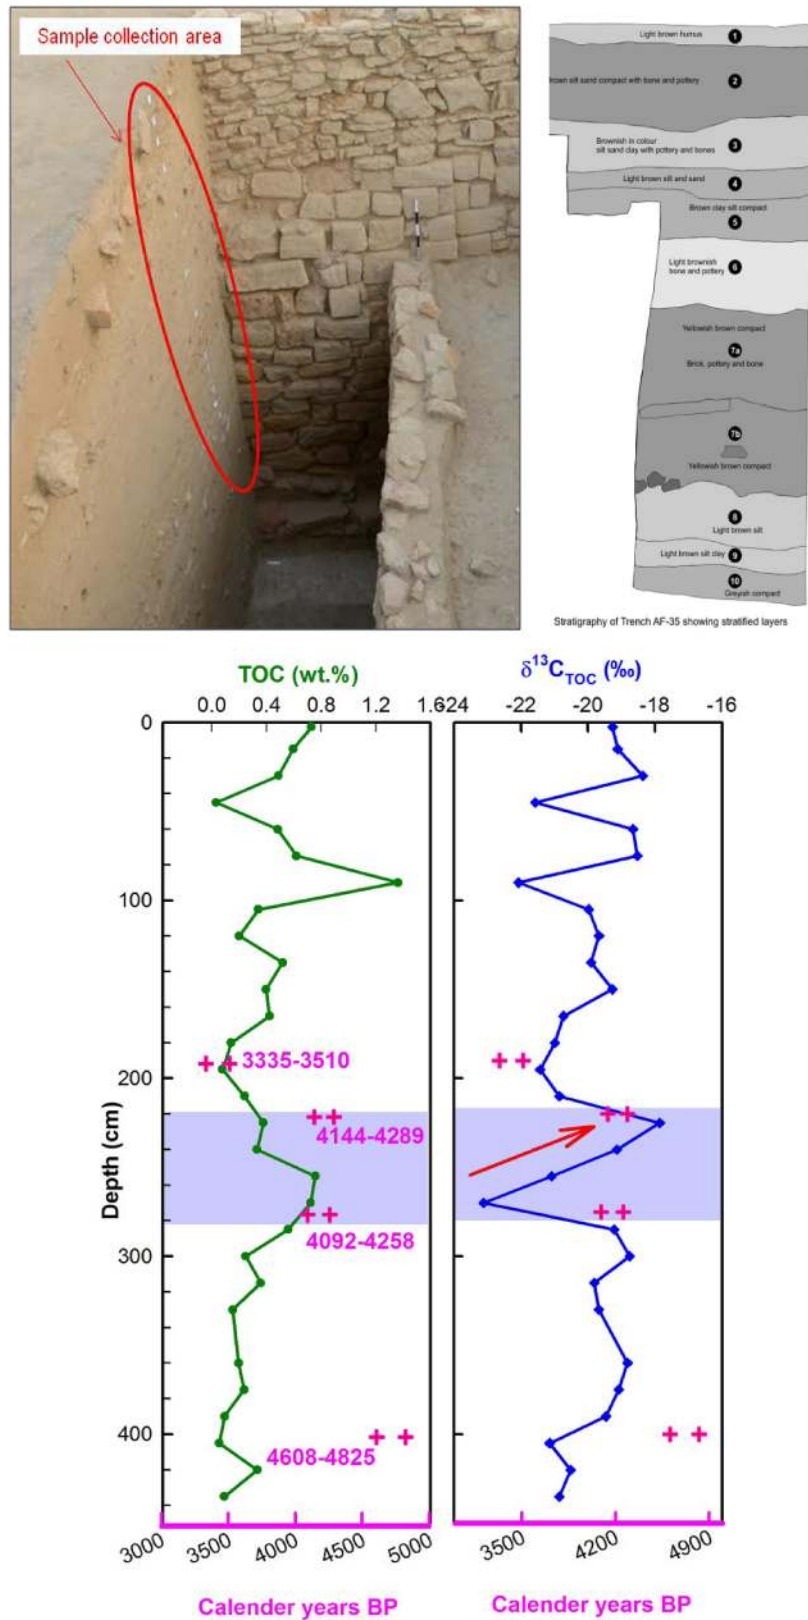 Sample collection area
Light brown humus
1
Brown silt sand compact with bone and pottery
2
Brownish in colour
silt sand clay with pottery and bones
3
Light brown silt and sand
4
Brown clay silt compact
5
Light brownish
bone and pottery
6
Yellowish brown compact
7a
Brick, pottery and bone
7b
Yellowish brown compact
8
Light brown silt
Light brown silt clay
9
10
Greyish compact
Stratigraphy of Trench AF-35 showing stratified layers
TOC (wt.%)
0.0 0.4 0.8 1.2 1.6
δ13CTOC (‰)
-24 -22 -20 -18 -16
Depth (cm)
0
100
200
300
400
3335-3510
4144-4289
4092-4258
4608-4825
3000 3500 4000 4500 5000
Calender years BP
3500 4200 4900
Calender years BP